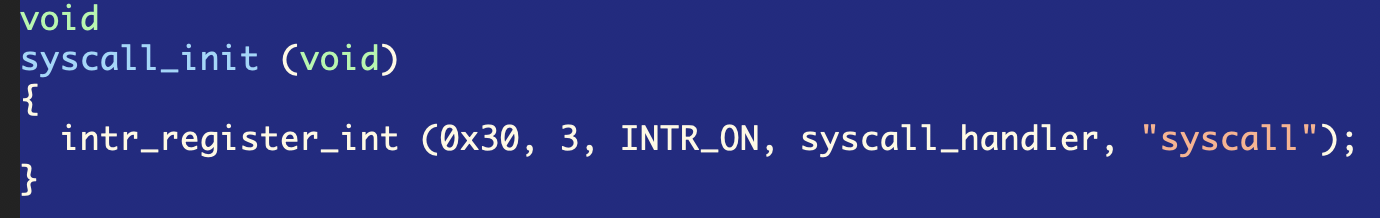 void
syscall_init (void)
{
  intr_register_int (0x30, 3, INTR_ON, syscall_handler, "syscall");
}